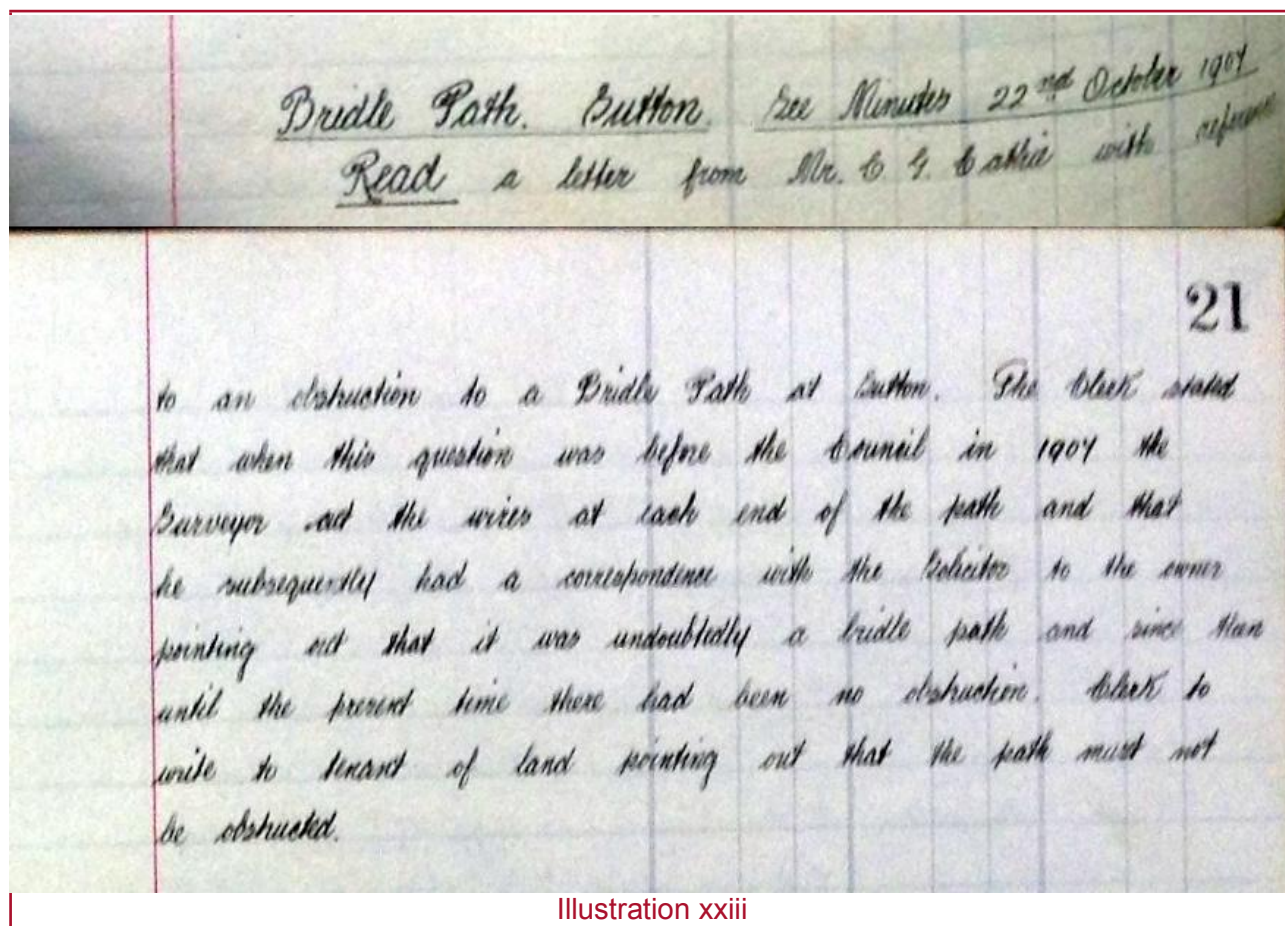 Bridle Path. Sutton. See Minutes 22nd October 1907
Read a letter from Mr. C. G. Cathie with reference
21
to an obstruction to a Bridle Path at Sutton. The Clerk stated
that when this question was before the Council in 1907 the
Surveyor cut the wires at each end of the path and that
he subsequently had a correspondence with the Solicitor to the owner
pointing out that it was undoubtedly a bridle path and since then
until the present time there had been no obstruction. Clerk to
write to tenant of land pointing out that the path must not
be obstructed.
Illustration xxiii